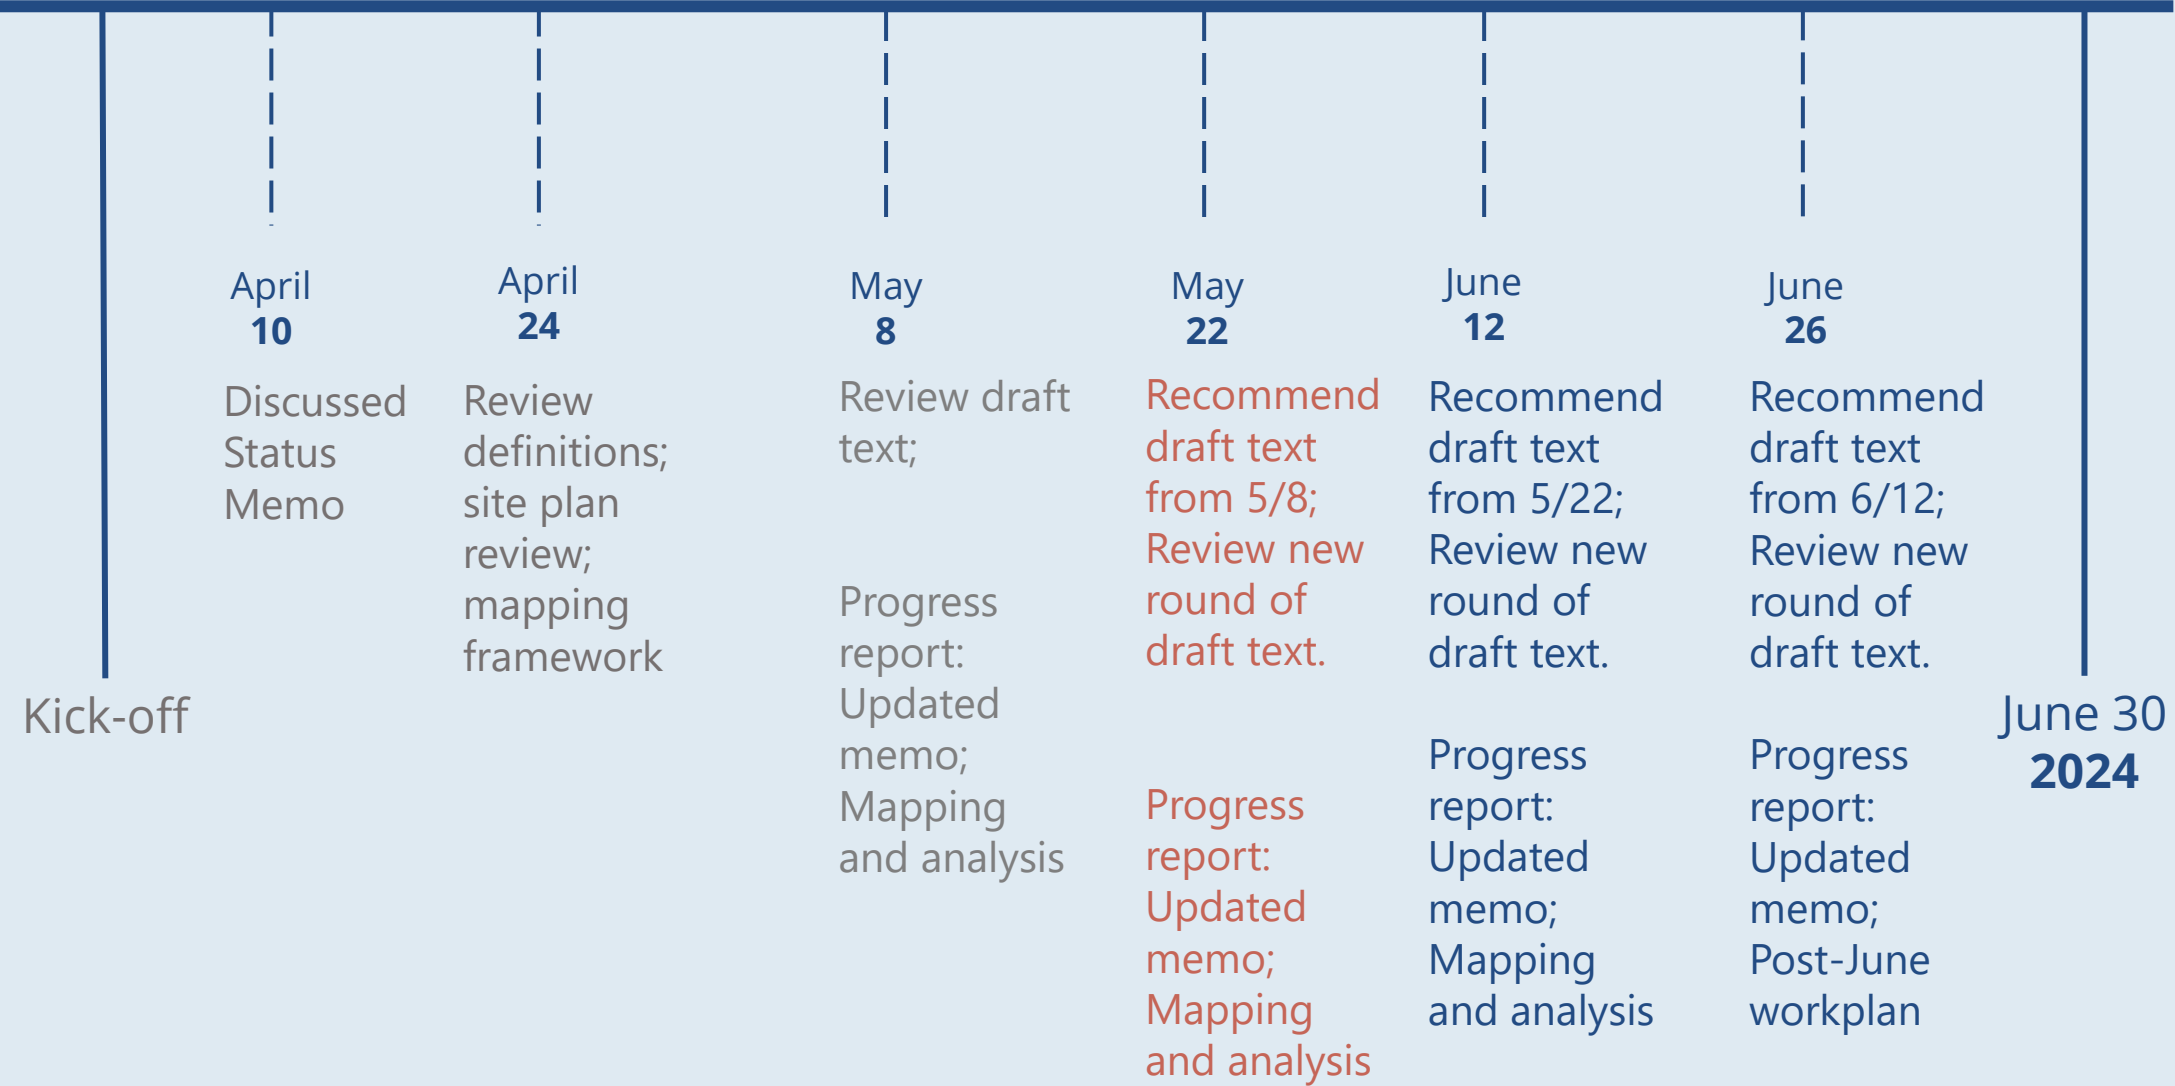 Kick-off
April
10
Discussed
Status
Memo
April
24
Review
definitions;
site plan
review;
mapping
framework
May
8
Review draft
text;
Progress
report:
Updated
memo;
Mapping
and analysis
May
22
Recommend
draft text
from 5/8;
Review new
round of
draft text.
Progress
report:
Updated
memo;
Mapping
and analysis
June
12
Recommend
draft text
from 5/22;
Review new
round of
draft text.
Progress
report:
Updated
memo;
Mapping
and analysis
June
26
Recommend
draft text
from 6/12;
Review new
round of
draft text.
Progress
report:
Updated
memo;
Post-June
workplan
June 30
2024